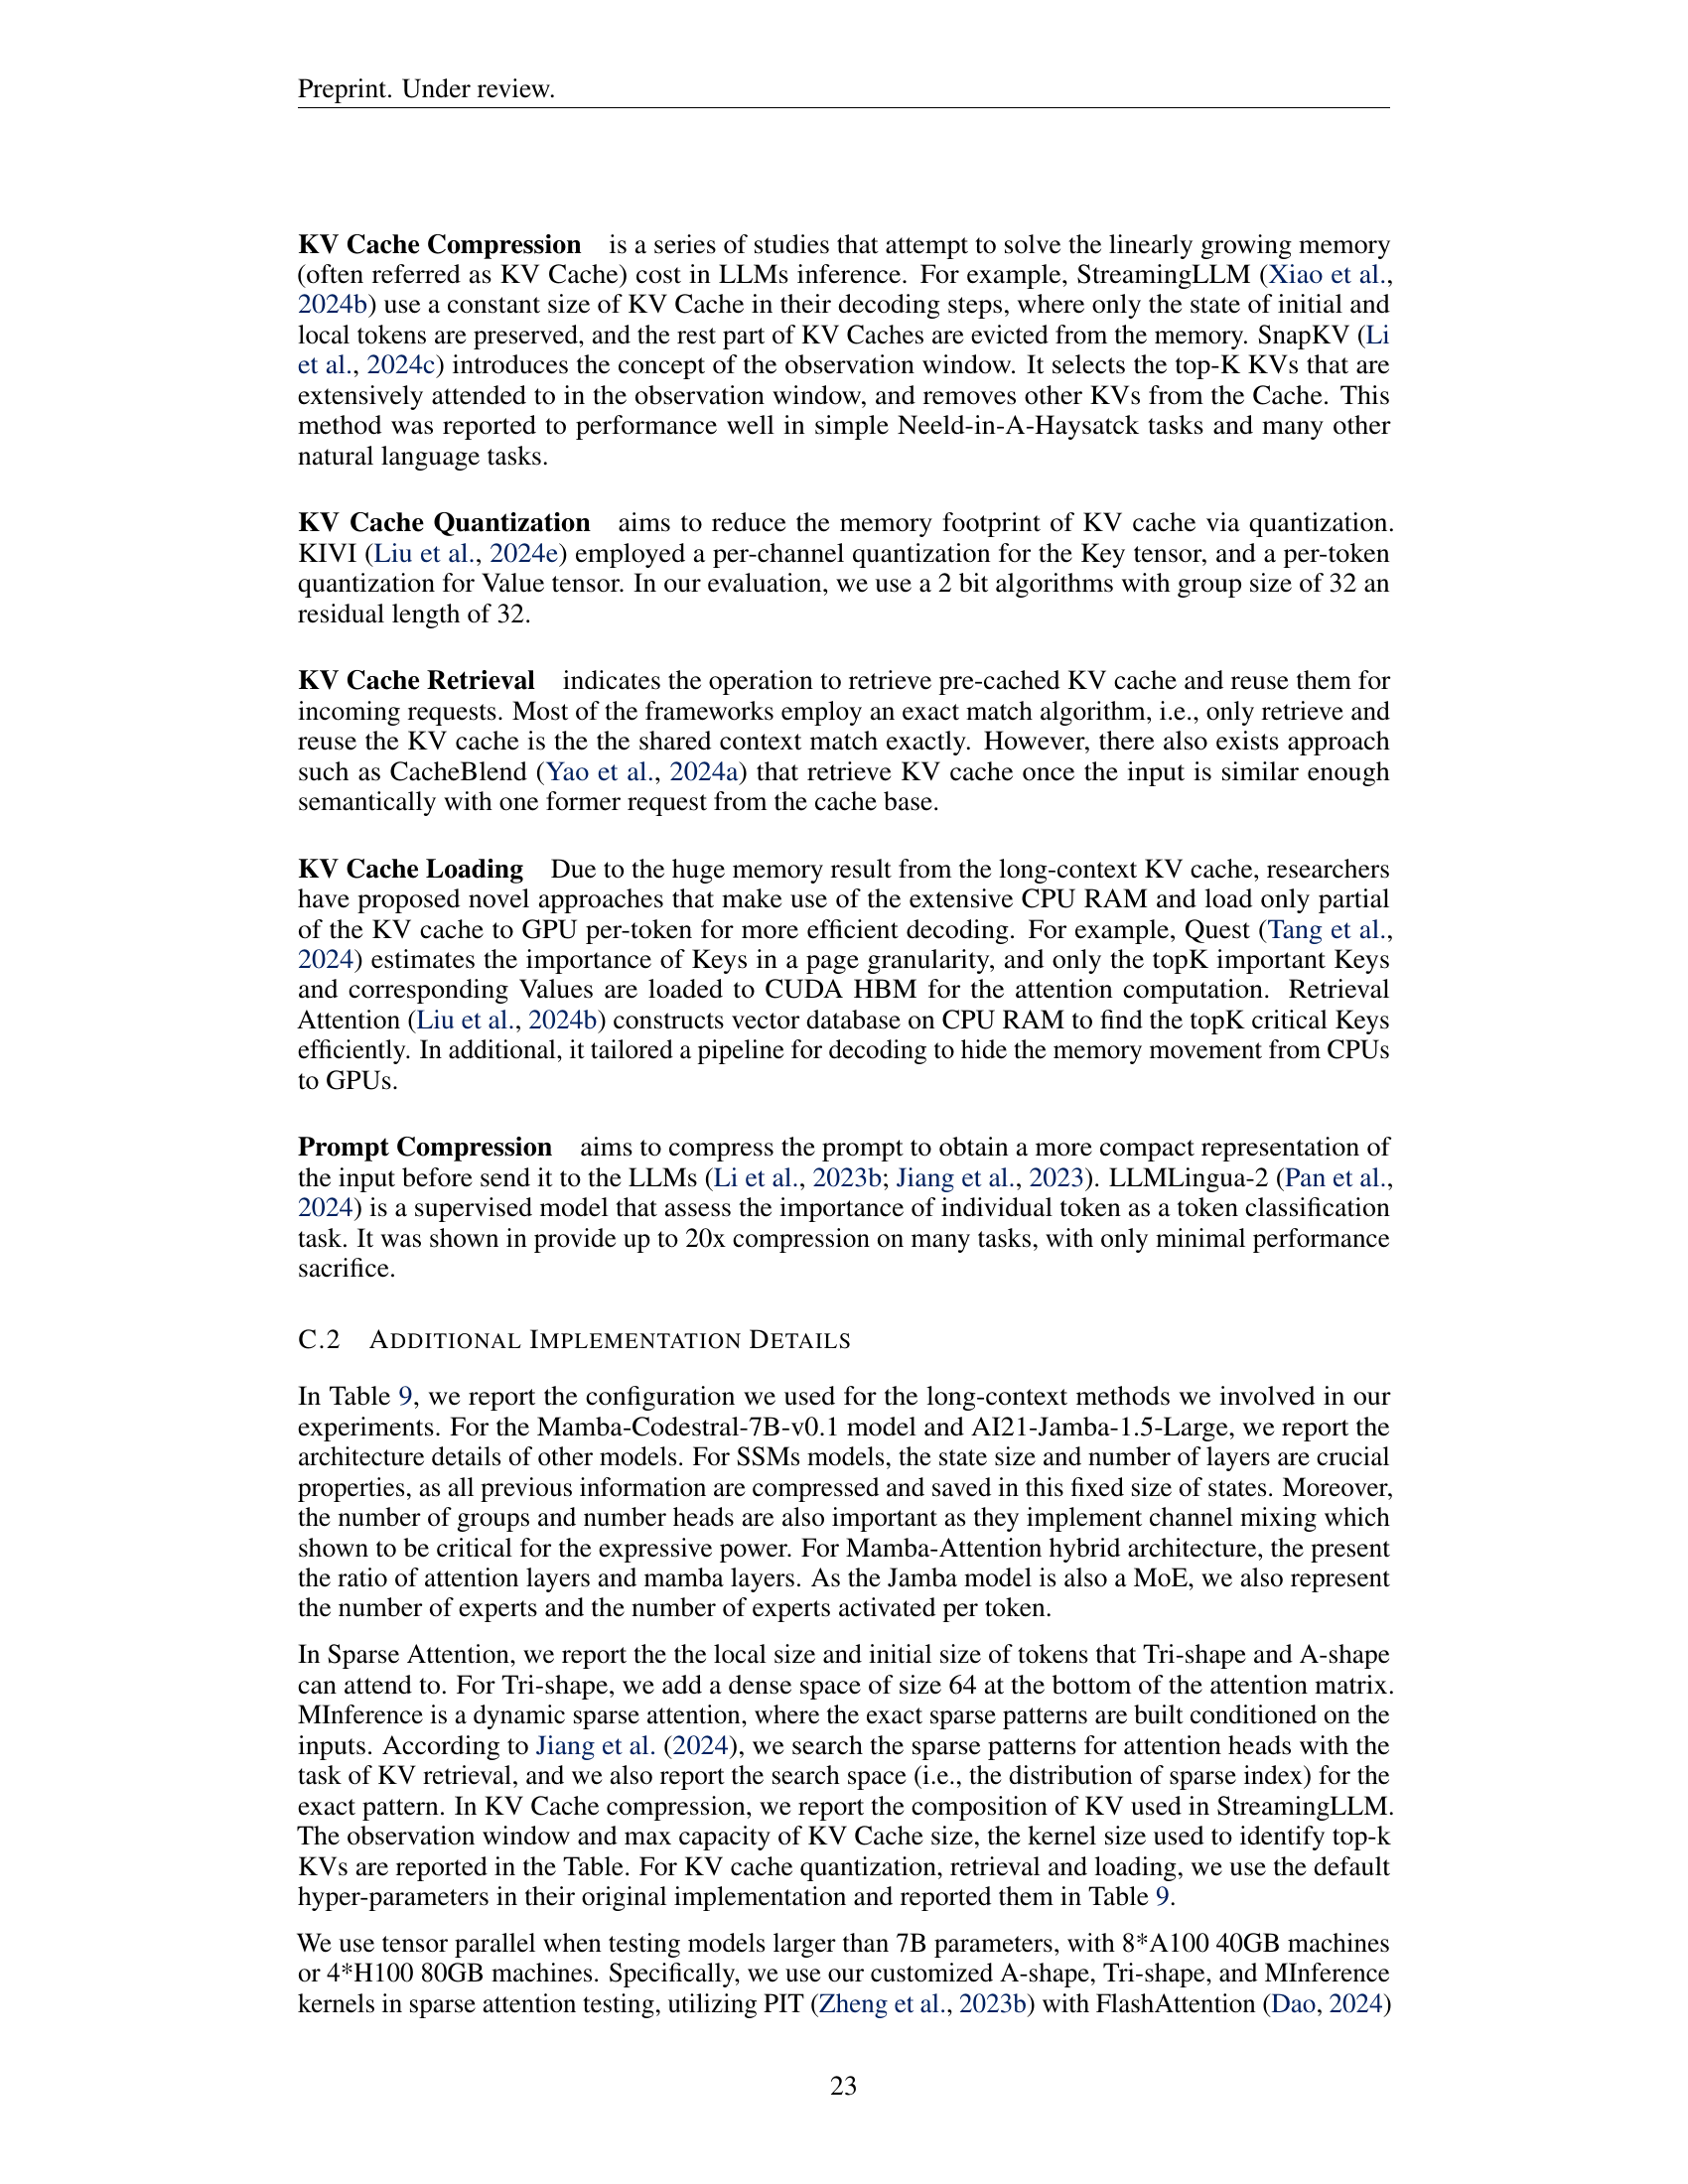 Preprint. Under review.
KV Cache Compression is a series of studies that attempt to solve the linearly growing memory
(often referred as KV Cache) cost in LLMs inference. For example, StreamingLLM (Xiao et al.,
2024b) use a constant size of KV Cache in their decoding steps, where only the state of initial and
local tokens are preserved, and the rest part of KV Caches are evicted from the memory. SnapKV (Li
et al., 2024c) introduces the concept of the observation window. It selects the top-K KVs that are
extensively attended to in the observation window, and removes other KVs from the Cache. This
method was reported to performance well in simple Neeld-in-A-Haysatck tasks and many other
natural language tasks.
KV Cache Quantization aims to reduce the memory footprint of KV cache via quantization.
KIVI (Liu et al., 2024e) employed a per-channel quantization for the Key tensor, and a per-token
quantization for Value tensor. In our evaluation, we use a 2 bit algorithms with group size of 32 an
residual length of 32.
KV Cache Retrieval indicates the operation to retrieve pre-cached KV cache and reuse them for
incoming requests. Most of the frameworks employ an exact match algorithm, i.e., only retrieve and
reuse the KV cache is the the shared context match exactly. However, there also exists approach
such as CacheBlend (Yao et al., 2024a) that retrieve KV cache once the input is similar enough
semantically with one former request from the cache base.
KV Cache Loading Due to the huge memory result from the long-context KV cache, researchers
have proposed novel approaches that make use of the extensive CPU RAM and load only partial
of the KV cache to GPU per-token for more efficient decoding. For example, Quest (Tang et al.,
2024) estimates the importance of Keys in a page granularity, and only the topK important Keys
and corresponding Values are loaded to CUDA HBM for the attention computation. Retrieval
Attention (Liu et al., 2024b) constructs vector database on CPU RAM to find the topK critical Keys
efficiently. In additional, it tailored a pipeline for decoding to hide the memory movement from CPUs
to GPUs.
Prompt Compression aims to compress the prompt to obtain a more compact representation of
the input before send it to the LLMs (Li et al., 2023b; Jiang et al., 2023). LLMLingua-2 (Pan et al.,
2024) is a supervised model that assess the importance of individual token as a token classification
task. It was shown in provide up to 20x compression on many tasks, with only minimal performance
sacrifice.
C.2 ADDITIONAL IMPLEMENTATION DETAILS
In Table 9, we report the configuration we used for the long-context methods we involved in our
experiments. For the Mamba-Codestral-7B-v0.1 model and AI21-Jamba-1.5-Large, we report the
architecture details of other models. For SSMs models, the state size and number of layers are crucial
properties, as all previous information are compressed and saved in this fixed size of states. Moreover,
the number of groups and number heads are also important as they implement channel mixing which
shown to be critical for the expressive power. For Mamba-Attention hybrid architecture, the present
the ratio of attention layers and mamba layers. As the Jamba model is also a MoE, we also represent
the number of experts and the number of experts activated per token.
In Sparse Attention, we report the the local size and initial size of tokens that Tri-shape and A-shape
can attend to. For Tri-shape, we add a dense space of size 64 at the bottom of the attention matrix.
MInference is a dynamic sparse attention, where the exact sparse patterns are built conditioned on the
inputs. According to Jiang et al. (2024), we search the sparse patterns for attention heads with the
task of KV retrieval, and we also report the search space (i.e., the distribution of sparse index) for the
exact pattern. In KV Cache compression, we report the composition of KV used in StreamingLLM.
The observation window and max capacity of KV Cache size, the kernel size used to identify top-k
KVs are reported in the Table. For KV cache quantization, retrieval and loading, we use the default
hyper-parameters in their original implementation and reported them in Table 9.
We use tensor parallel when testing models larger than 7B parameters, with 8*A100 40GB machines
or 4*H100 80GB machines. Specifically, we use our customized A-shape, Tri-shape, and MInference
kernels in sparse attention testing, utilizing PIT (Zheng et al., 2023b) with FlashAttention (Dao, 2024)
23